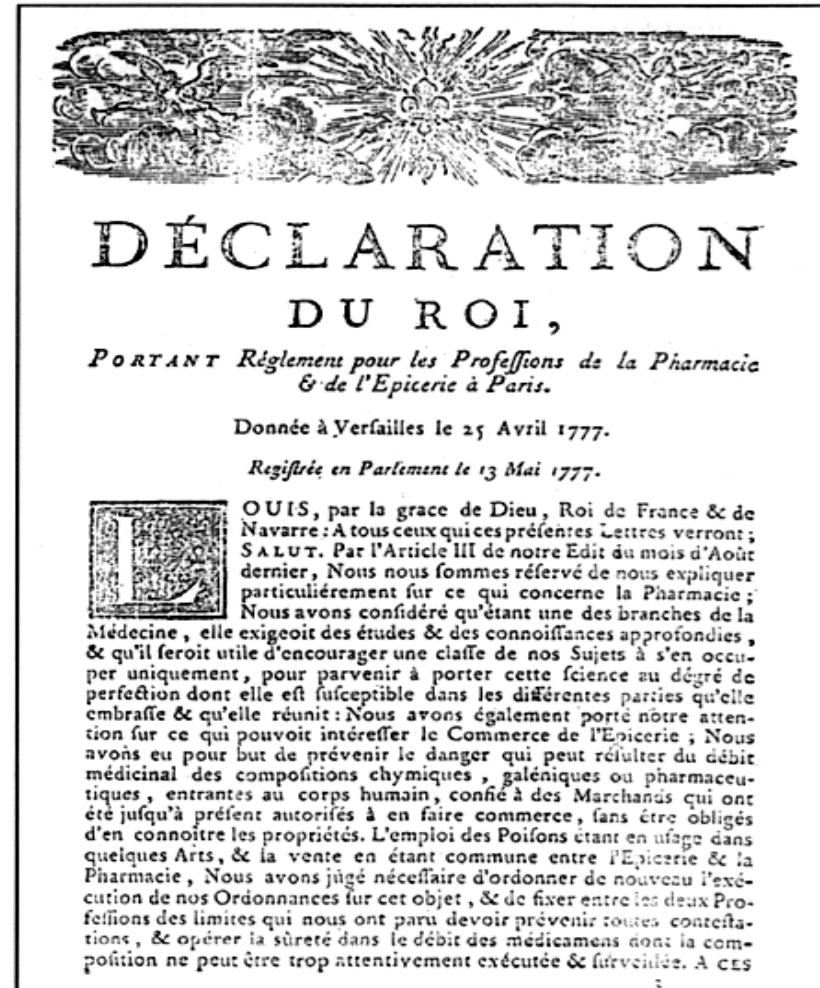 DÉCLARATION
DU ROI,
PORTANT Réglement pour les Professions de la Pharmacie
& de l'Epicerie à Paris.
Donnée à Versailles le 25 Avril 1777.
Registrée en Parlement le 13 Mai 1777.
LOUIS, par la grace de Dieu, Roi de France & de
Navarre : A tous ceux qui ces présentes Lettres verront ;
SALUT. Par l'Article III de notre Edit du mois d'Août
dernier, Nous nous sommes réservé de nous expliquer
particuliérement sur ce qui concerne la Pharmacie ;
Nous avons considéré qu'étant une des branches de la
Médecine, elle exigeoit des études & des connoissances approfondies,
& qu'il seroit utile d'encourager une classe de nos Sujets à s'en occu-
per uniquement, pour parvenir à porter cette science au dégré de
perfection dont elle est susceptible dans les différentes parties qu'elle
embrasse & qu'elle réunit : Nous avons également porté notre atten-
tion sur ce qui pouvoit intéresser le Commerce de l'Epicerie ; Nous
avons eu pour but de prévenir le danger qui peut résulter du débit
médicinal des compositions chymiques, galéniques ou pharmaceu-
tiques, entrantes au corps humain, confié à des Marchands qui ont
été jusqu'à présent autorisés à en faire commerce, sans être obligés
d'en connoitre les propriétés. L'emploi des Poisons étant en usage dans
quelques Arts, & la vente en étant commune entre l'Epicerie & la
Pharmacie, Nous avons jugé nécessaire d'ordonner de nouveau l'exé-
cution de nos Ordonnances sur cet objet, & de fixer entre les deux Pro-
fessions des limites qui nous ont paru devoir prévenir toutes contesta-
tions, & opérer la sûreté dans le débit des médicamens dont la com-
position ne peut être trop attentivement exécutée & surveillée. A CES